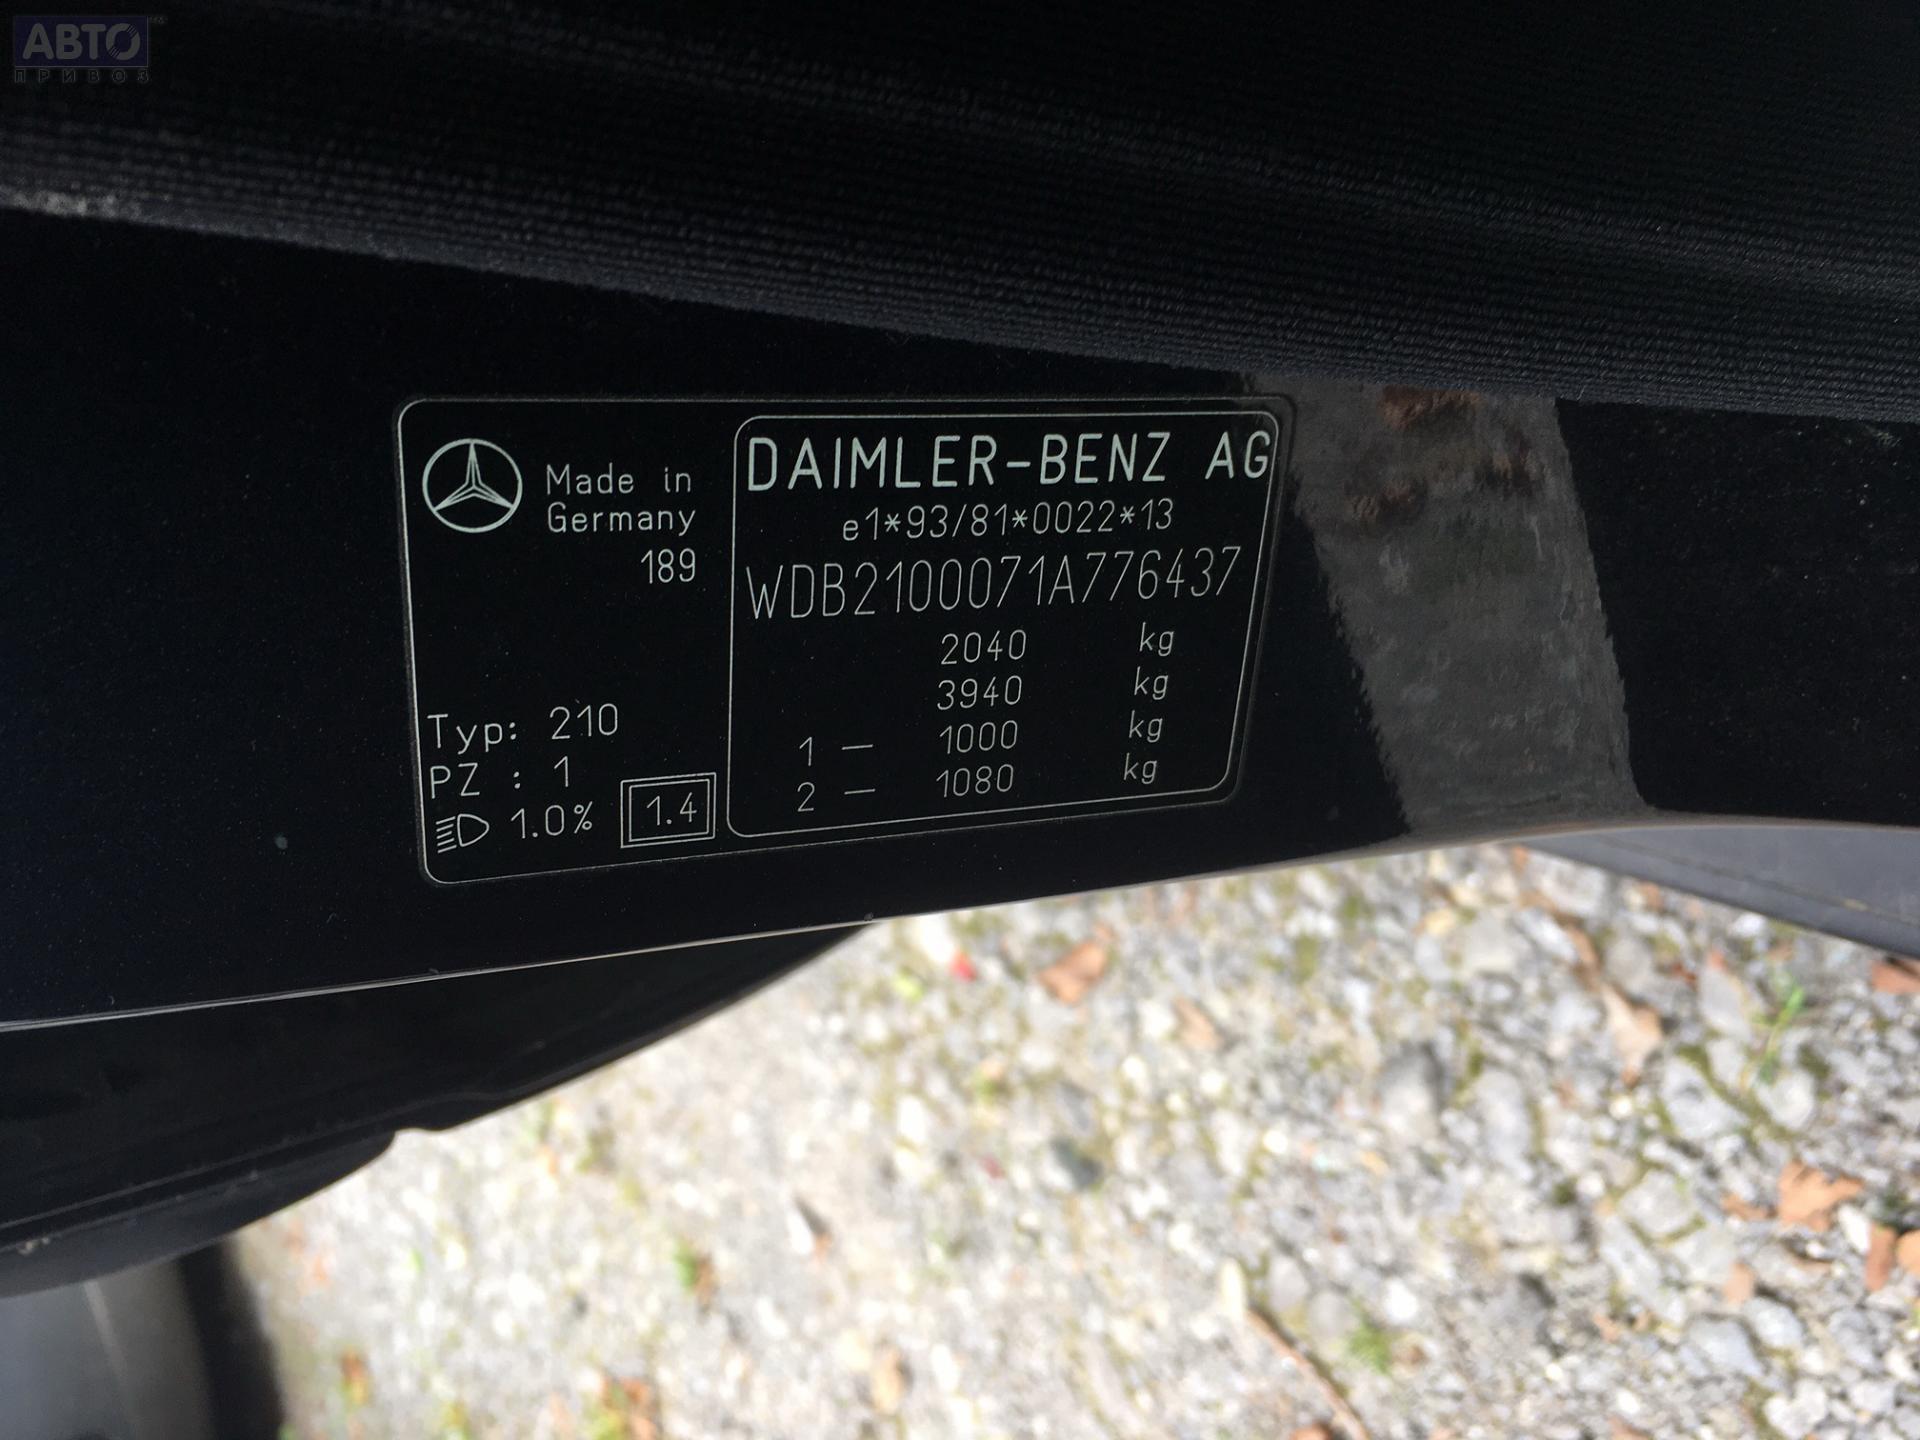 АВТО
ПРИВОЗ
Made in
Germany
189
Typ: 210
PZ : 1
1.0%
1.4
DAIMLER-BENZ AG
e1*93/81*0022*13
WDB2100071A776437
2040 kg
3940 kg
1 — 1000 kg
2 — 1080 kg